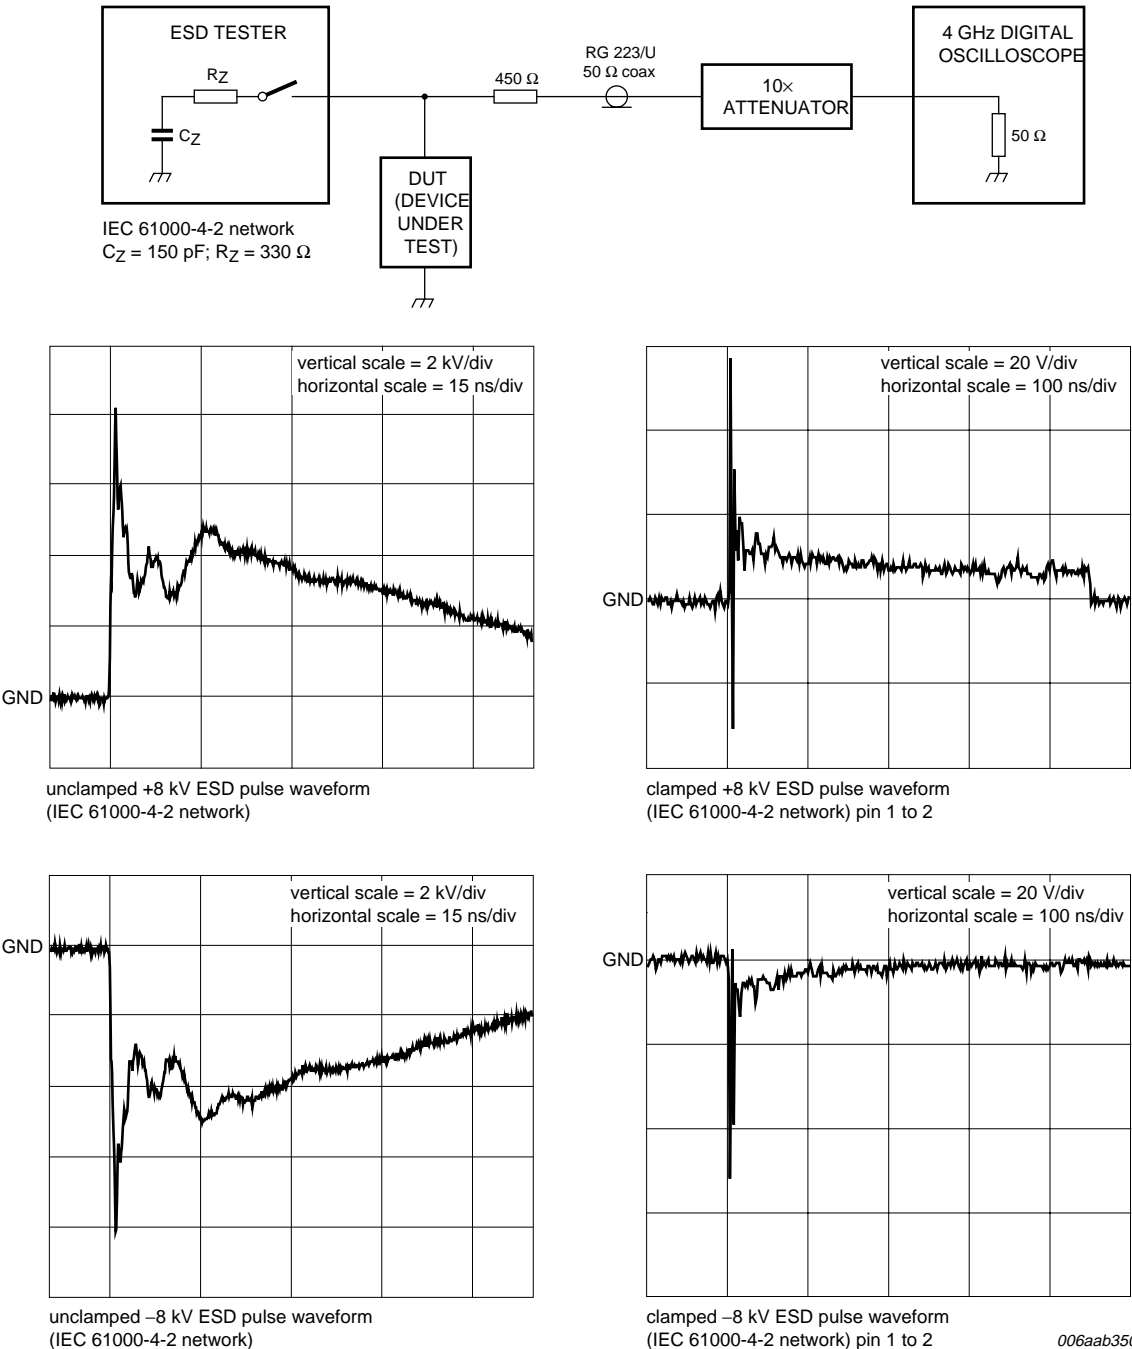 ESD TESTER
RZ
CZ
IEC 61000-4-2 network
CZ = 150 pF; RZ = 330 Ω
DUT
(DEVICE
UNDER
TEST)
450 Ω
RG 223/U
50 Ω coax
10×
ATTENUATOR
4 GHz DIGITAL
OSCILLOSCOPE
50 Ω
vertical scale = 2 kV/div
horizontal scale = 15 ns/div
GND
unclamped +8 kV ESD pulse waveform
(IEC 61000-4-2 network)
vertical scale = 20 V/div
horizontal scale = 100 ns/div
GND
clamped +8 kV ESD pulse waveform
(IEC 61000-4-2 network) pin 1 to 2
vertical scale = 2 kV/div
horizontal scale = 15 ns/div
GND
unclamped −8 kV ESD pulse waveform
(IEC 61000-4-2 network)
vertical scale = 20 V/div
horizontal scale = 100 ns/div
GND
clamped −8 kV ESD pulse waveform
(IEC 61000-4-2 network) pin 1 to 2
006aab350